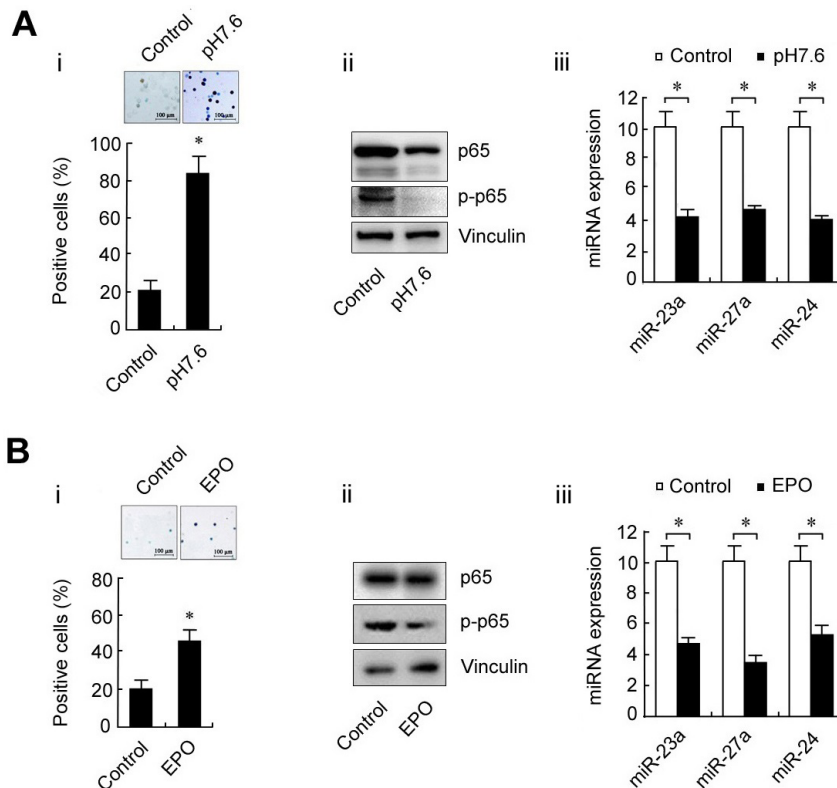 A
i
Control
pH7.6
100 µm
100µm
Positive cells (%)
100
80
60
40
20
0
*
Control
pH7.6
ii
p65
p-p65
Vinculin
Control
pH7.6
iii
Control
pH7.6
miRNA expression
12
10
8
6
4
2
0
*
*
*
miR-23a
miR-27a
miR-24
B
i
Control
EPO
100 µm
100 µm
Positive cells (%)
80
60
40
20
0
*
Control
EPO
ii
p65
p-p65
Vinculin
Control
EPO
iii
Control
EPO
miRNA expression
12
10
8
6
4
2
0
*
*
*
miR-23a
miR-27a
miR-24